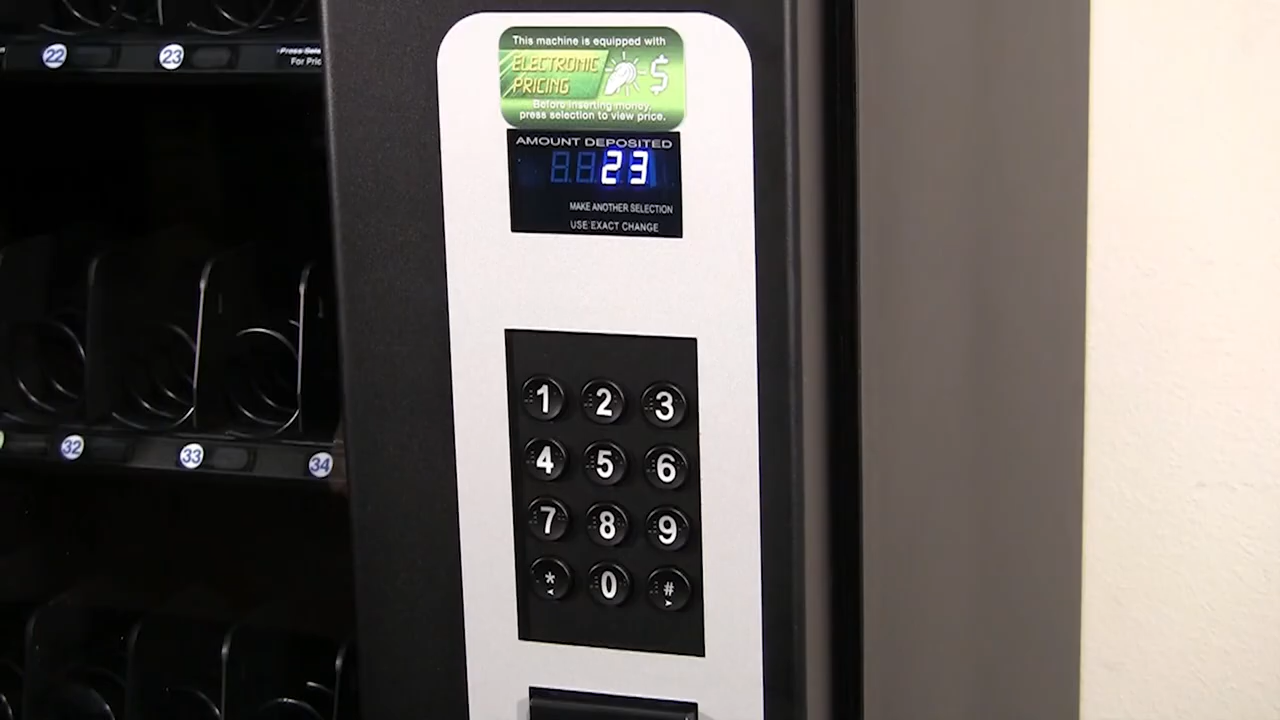 22
23
Press Sele
For Pric
This machine is equipped with
ELECTRONIC
PRICING
$
Before inserting money,
press selection to view price.
AMOUNT DEPOSITED
23
MAKE ANOTHER SELECTION
USE EXACT CHANGE
32
33
34
1 2 3
4 5 6
7 8 9
* 0 #
< >